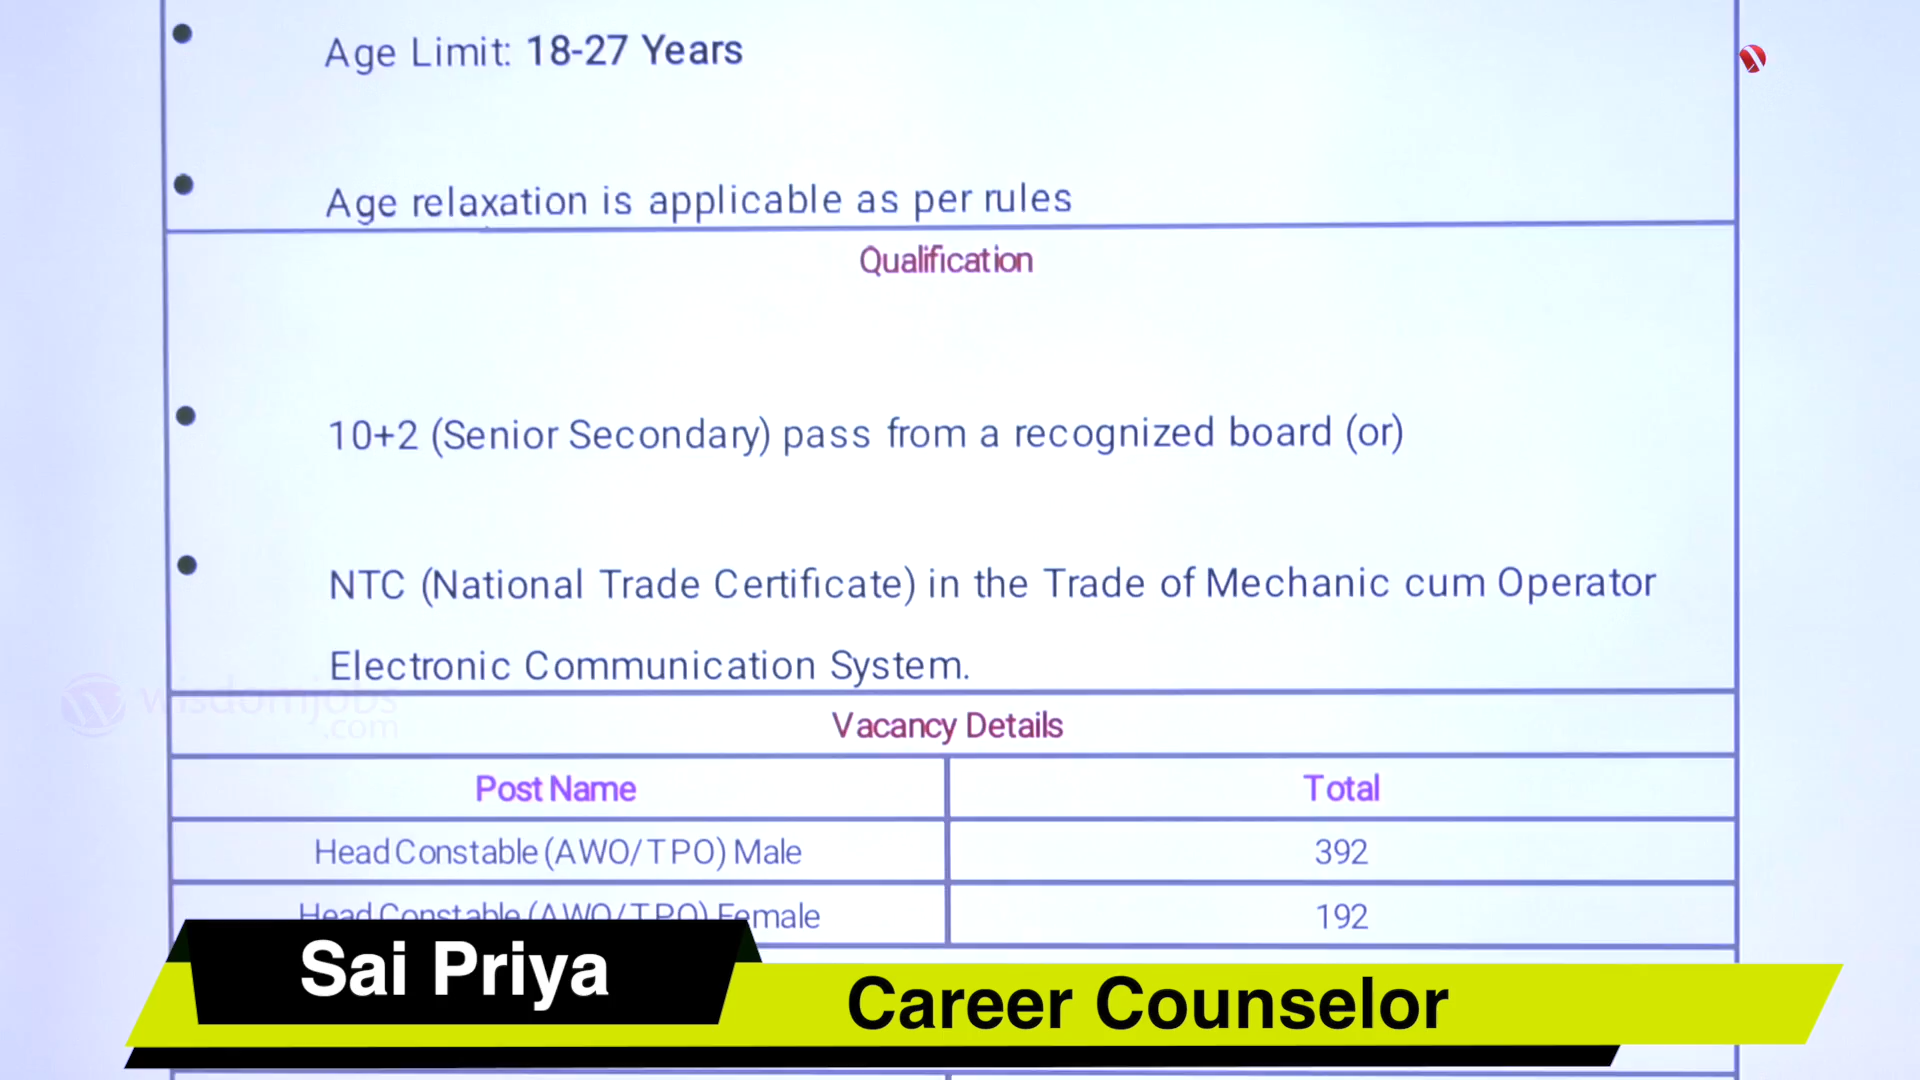 Age Limit: 18-27 Years
Age relaxation is applicable as per rules
Qualification
10+2 (Senior Secondary) pass from a recognized board (or)
NTC (National Trade Certificate) in the Trade of Mechanic cum Operator
Electronic Communication System.
wisdomjobs
.com
Vacancy Details
Post Name Total
Head Constable (AWO/TPO) Male 392
Head Constable (AWO/TPO) Female 192
Sai Priya
Career Counselor